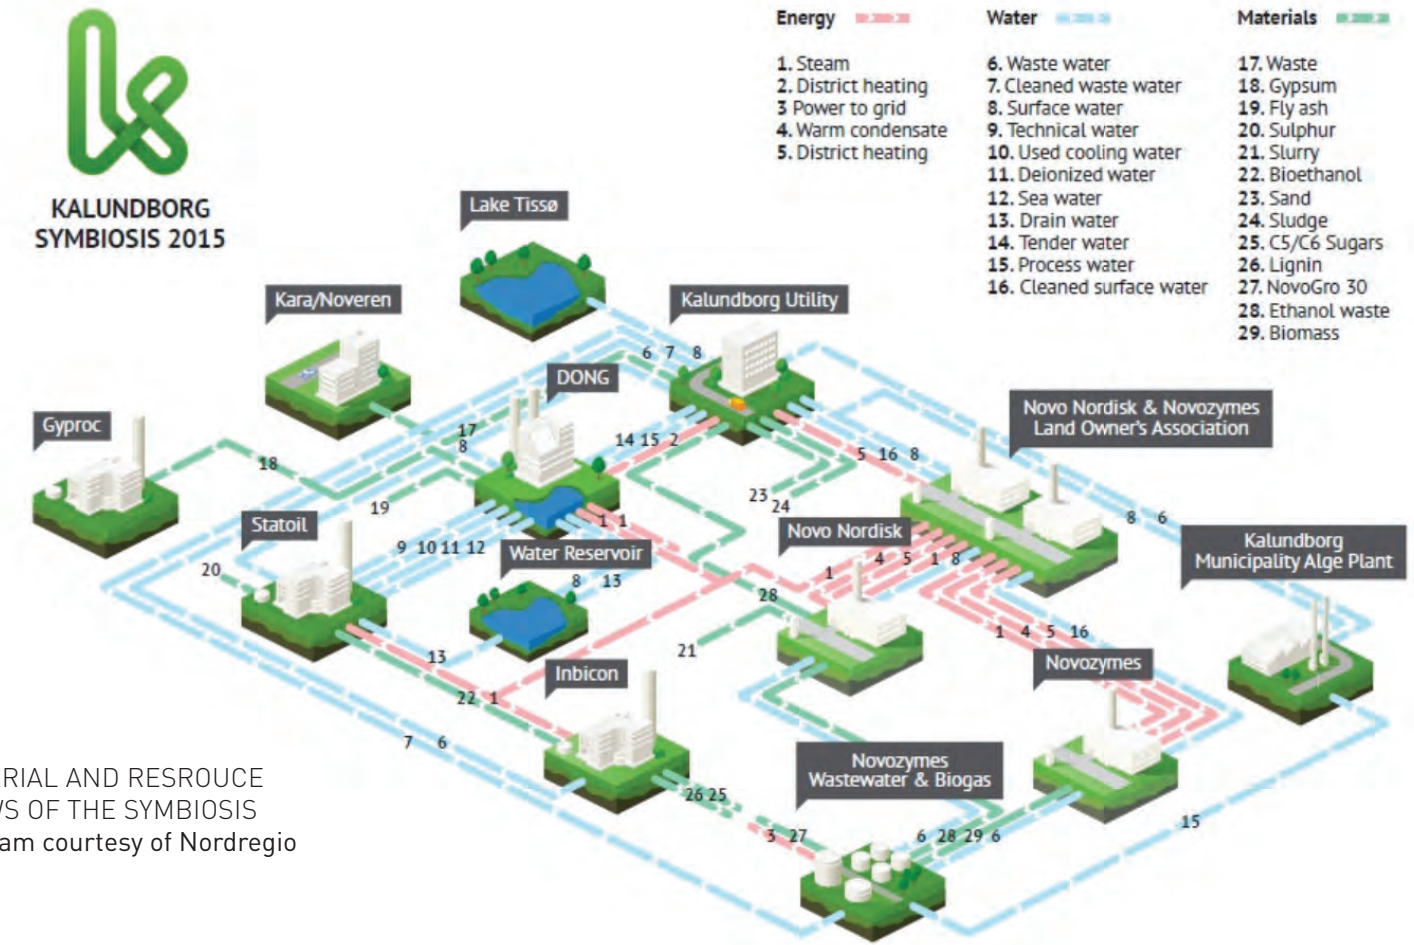 KALUNDBORG
SYMBIOSIS 2015
Energy
1. Steam
2. District heating
3 Power to grid
4. Warm condensate
5. District heating
Water
6. Waste water
7. Cleaned waste water
8. Surface water
9. Technical water
10. Used cooling water
11. Deionized water
12. Sea water
13. Drain water
14. Tender water
15. Process water
16. Cleaned surface water
Materials
17. Waste
18. Gypsum
19. Fly ash
20. Sulphur
21. Slurry
22. Bioethanol
23. Sand
24. Sludge
25. C5/C6 Sugars
26. Lignin
27. NovoGro 30
28. Ethanol waste
29. Biomass
Lake Tissø
Kara/Noveren
Kalundborg Utility
6 7 8
DONG
Novo Nordisk & Novozymes
Land Owner's Association
Gyproc
17
8
14 15 2
5 16 8
18
19
23
24
8 6
Statoil
1 1
Novo Nordisk
Kalundborg
Municipality Alge Plant
9 10 11 12
Water Reservoir
4 5 1 8
1
20
8 13
28
1 4 5 16
13
21
Novozymes
Inbicon
22 1
7 6
Novozymes
Wastewater & Biogas
26 25
3 27
6 28 29 6
15
ERIAL AND RESROUCE
WS OF THE SYMBIOSIS
am courtesy of Nordregio